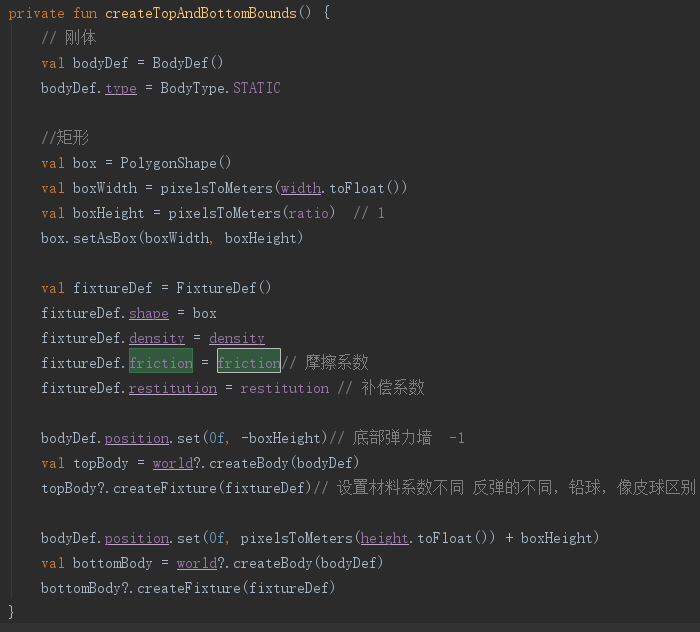 private fun createTopAndBottomBounds() {
// 刚体
val bodyDef = BodyDef()
bodyDef.type = BodyType.STATIC
//矩形
val box = PolygonShape()
val boxWidth = pixelsToMeters(width.toFloat())
val boxHeight = pixelsToMeters(ratio)  // 1
box.setAsBox(boxWidth, boxHeight)
val fixtureDef = FixtureDef()
fixtureDef.shape = box
fixtureDef.density = density
fixtureDef.friction = friction// 摩擦系数
fixtureDef.restitution = restitution // 补偿系数
bodyDef.position.set(0f, -boxHeight)// 底部弹力墙  -1
val topBody = world?.createBody(bodyDef)
topBody?.createFixture(fixtureDef)// 设置材料系数不同 反弹的不同，铅球，像皮球区别
bodyDef.position.set(0f, pixelsToMeters(height.toFloat()) + boxHeight)
val bottomBody = world?.createBody(bodyDef)
bottomBody?.createFixture(fixtureDef)
}